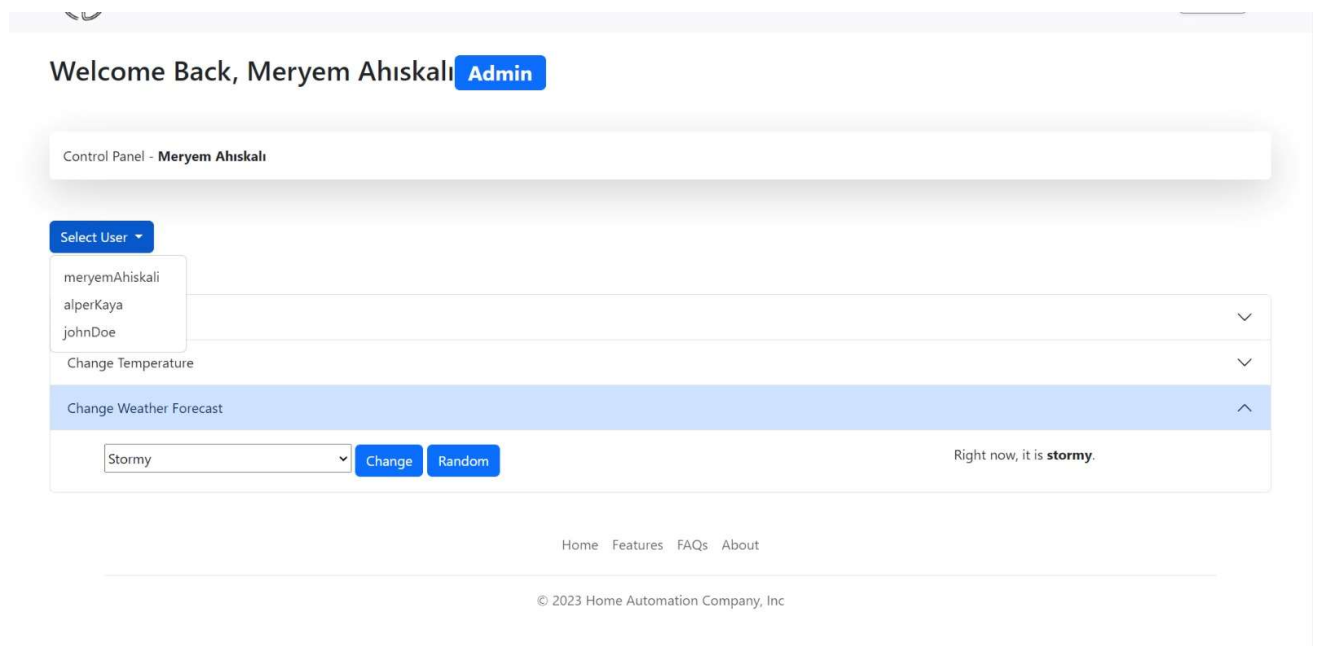 Welcome Back, Meryem Ahıskalı Admin
Control Panel - Meryem Ahıskalı
Select User
meryemAhiskali
alperKaya
johnDoe
Change Temperature
Change Weather Forecast
Stormy Change Random Right now, it is stormy.
Home Features FAQs About
© 2023 Home Automation Company, Inc